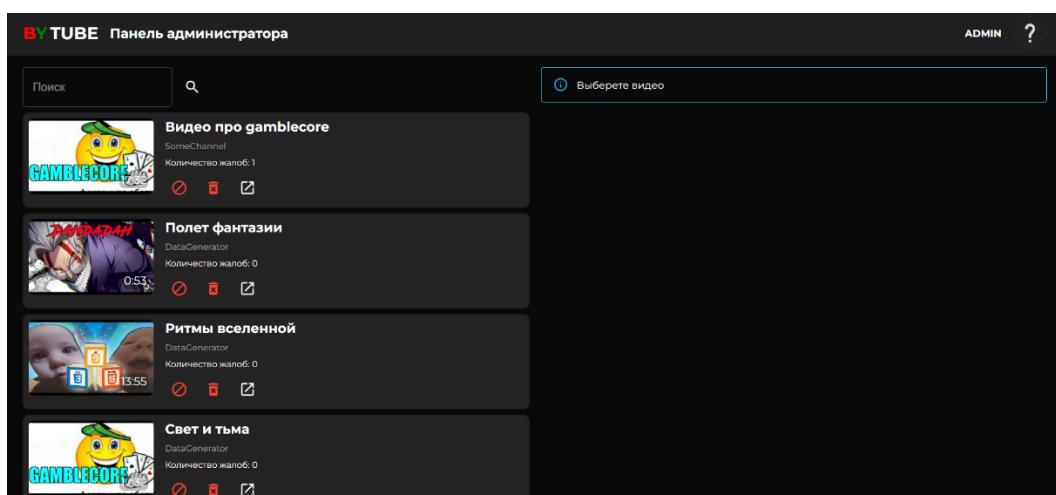 BY TUBE Панель администратора
ADMIN ?
Поиск
Выберете видео
Видео про gamblecore
SomeChannel
Количество жалоб: 1
GAMBLECORE
Полет фантазии
DataGenerator
Количество жалоб: 0
DANDADAN
0:53
Ритмы вселенной
DataGenerator
Количество жалоб: 0
13:55
Свет и тьма
DataGenerator
Количество жалоб: 0
GAMBLECORE